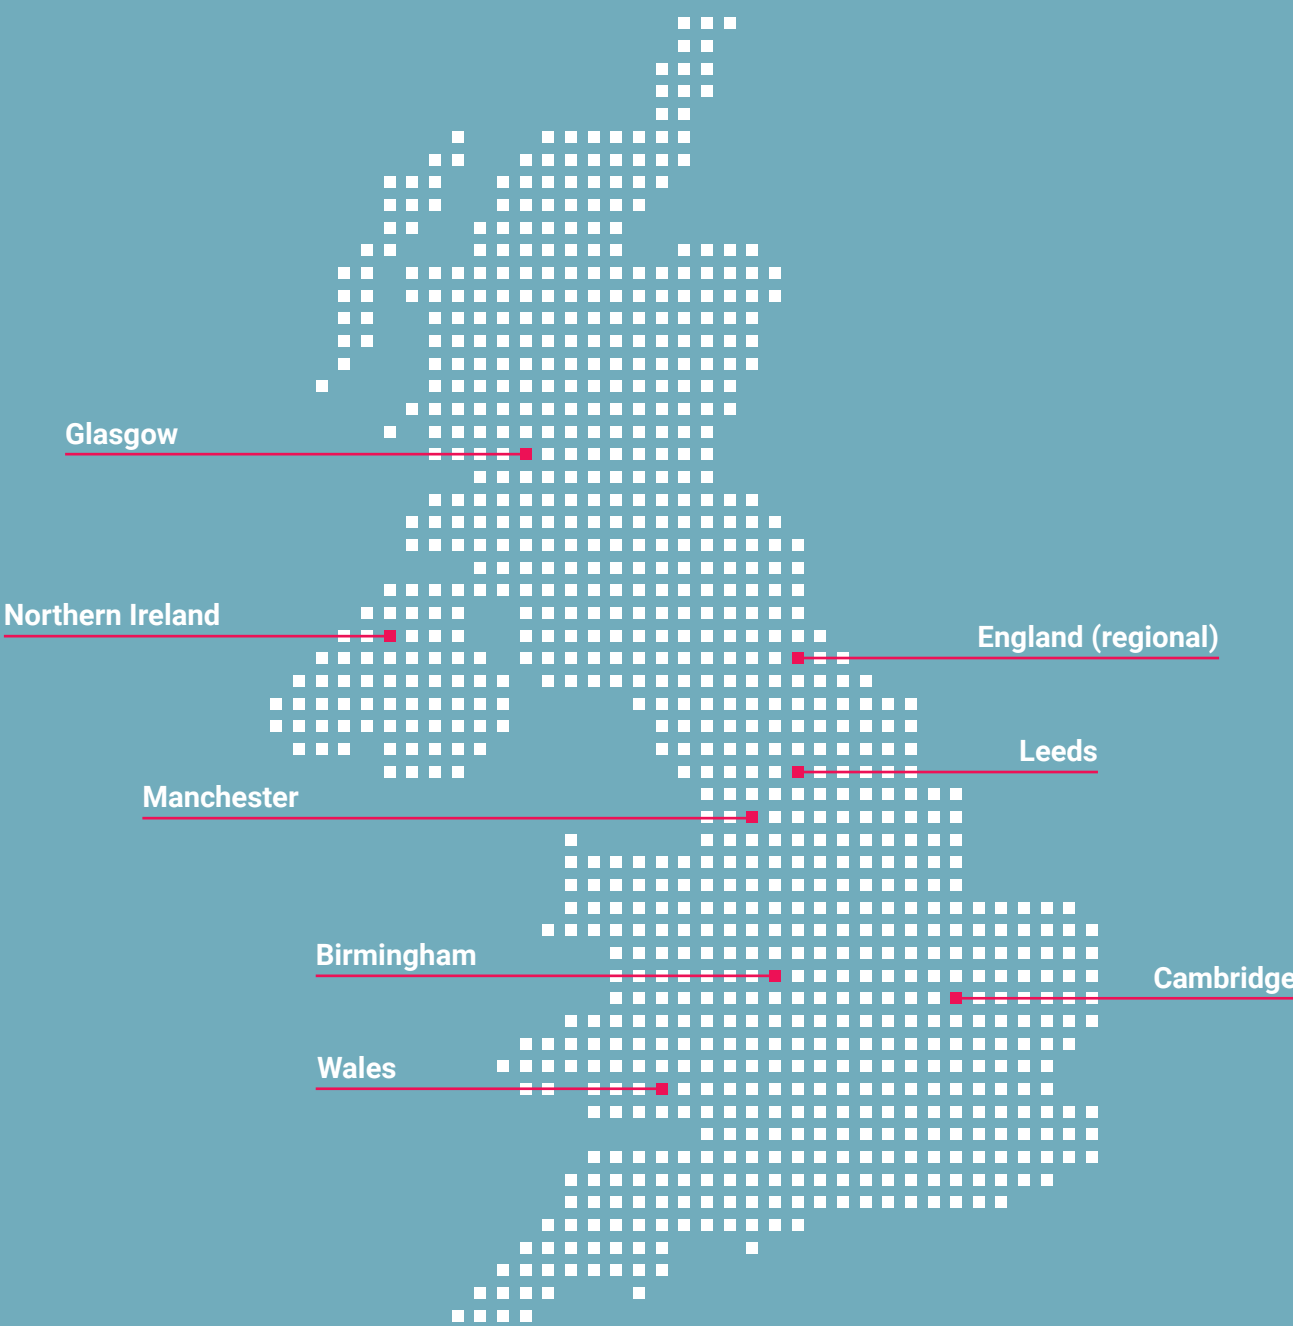 Glasgow
Northern Ireland
England (regional)
Leeds
Manchester
Birmingham
Cambridge
Wales